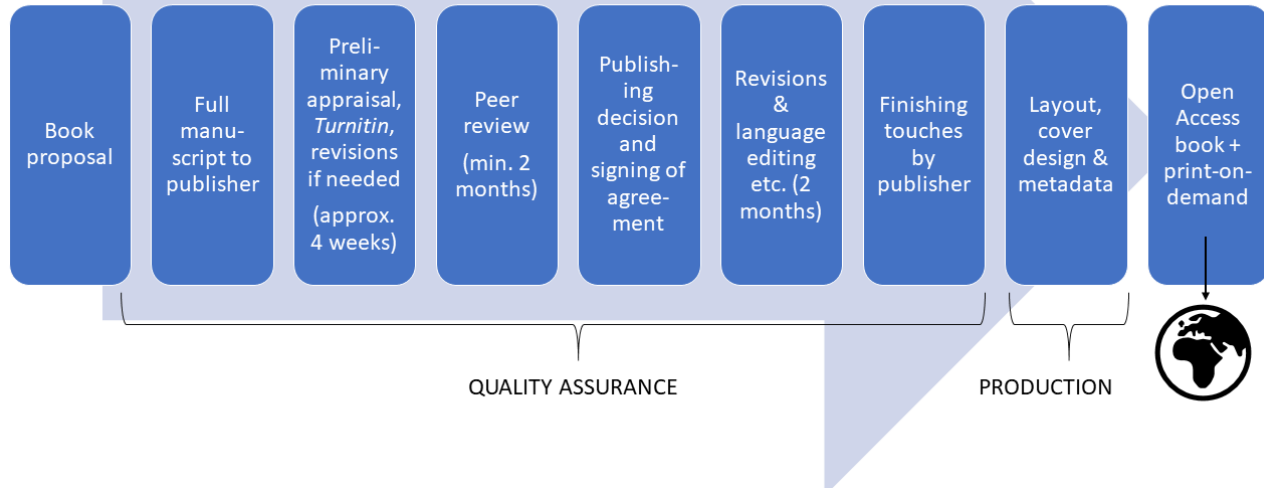 Book
proposal
Full
manu-
script to
publisher
Preli-
minary
appraisal,
Turnitin,
revisions
if needed
(approx.
4 weeks)
Peer
review
(min. 2
months)
Publish-
ing
decision
and
signing of
agree-
ment
Revisions
&
language
editing
etc. (2
months)
Finishing
touches
by
publisher
Layout,
cover
design &
metadata
Open
Access
book +
print-on-
demand
QUALITY ASSURANCE
PRODUCTION